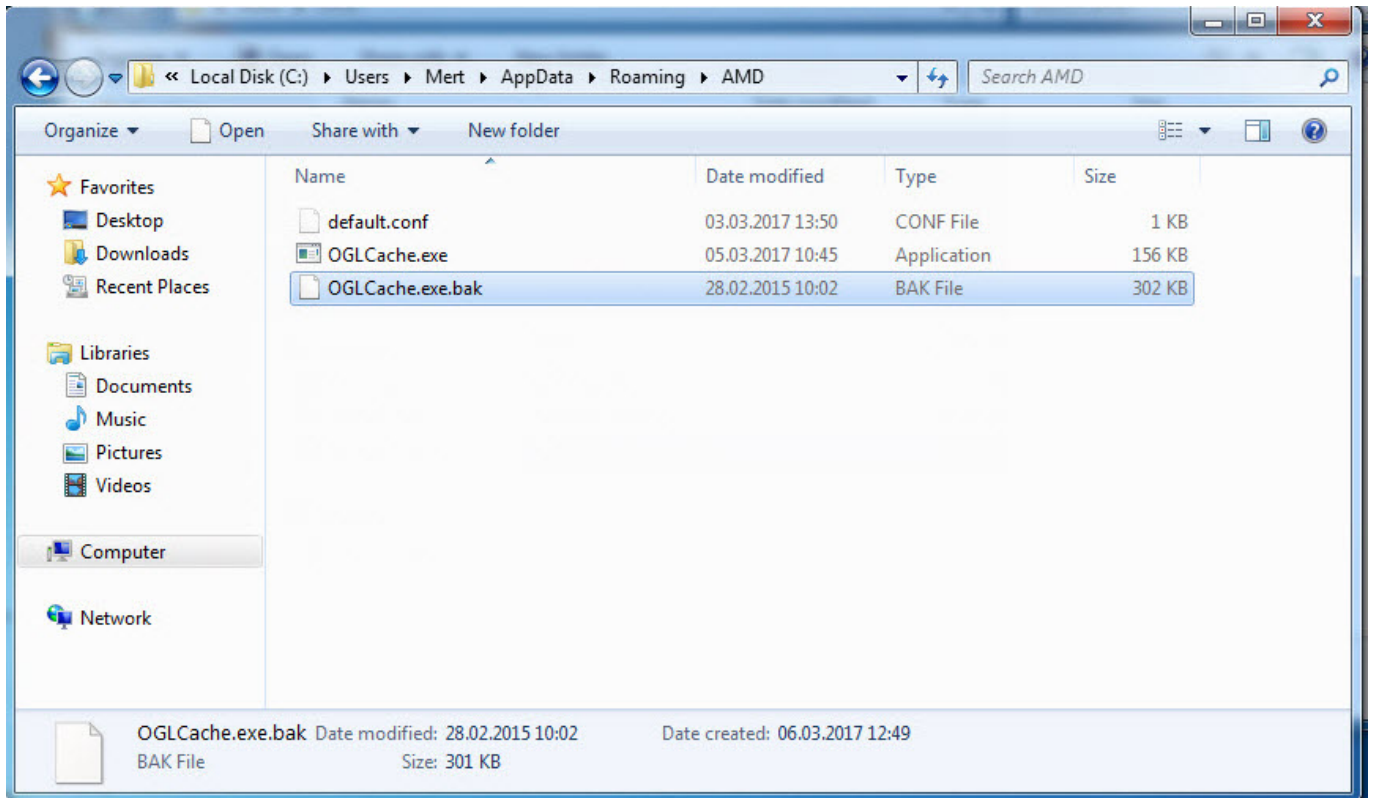 « Local Disk (C:) Users Mert AppData Roaming AMD Search AMD
Organize Open Share with New folder
Name Date modified Type Size
Favorites
Desktop
Downloads
Recent Places
Libraries
Documents
Music
Pictures
Videos
Computer
Network
default.conf 03.03.2017 13:50 CONF File 1 KB
OGLCache.exe 05.03.2017 10:45 Application 156 KB
OGLCache.exe.bak 28.02.2015 10:02 BAK File 302 KB
OGLCache.exe.bak Date modified: 28.02.2015 10:02 Date created: 06.03.2017 12:49
BAK File Size: 301 KB